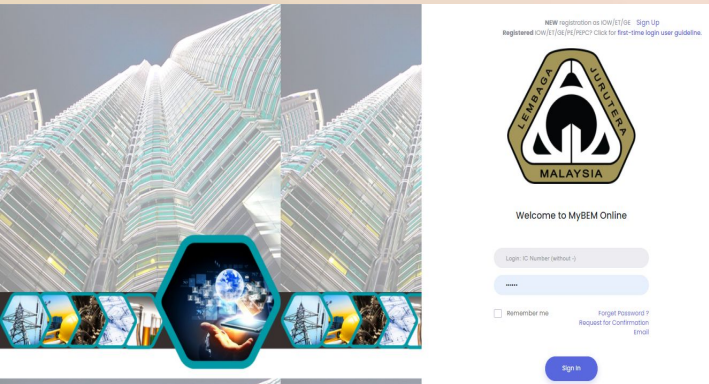 NEW registration as IOW/ET/GE Sign Up
Registered IOW/ET/GE/PE/PEPC? Click for first-time login user guideline.
LEMBAGA JURUTERA
MALAYSIA
Welcome to MyBEM Online
Login: IC Number (without -)
••••••
Remember me
Forget Password ?
Request for Confirmation
Email
Sign In